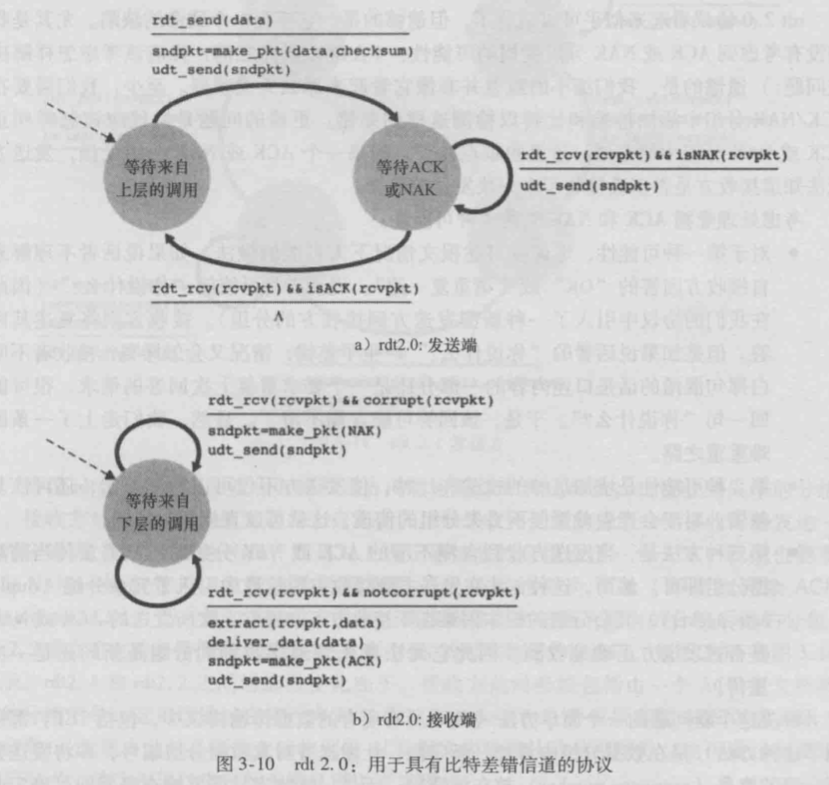 rdt_send(data)
sndpkt=make_pkt(data,checksum)
udt_send(sndpkt)
等待来自
上层的调用
等待ACK
或NAK
rdt_rcv(rcvpkt)&&isNAK(rcvpkt)
udt_send(sndpkt)
rdt_rcv(rcvpkt)&&isACK(rcvpkt)
Λ
a）rdt2.0: 发送端
rdt_rcv(rcvpkt)&&corrupt(rcvpkt)
sndpkt=make_pkt(NAK)
udt_send(sndpkt)
等待来自
下层的调用
rdt_rcv(rcvpkt)&&notcorrupt(rcvpkt)
extract(rcvpkt,data)
deliver_data(data)
sndpkt=make_pkt(ACK)
udt_send(sndpkt)
b）rdt2.0: 接收端
图 3-10 rdt 2.0：用于具有比特差错信道的协议